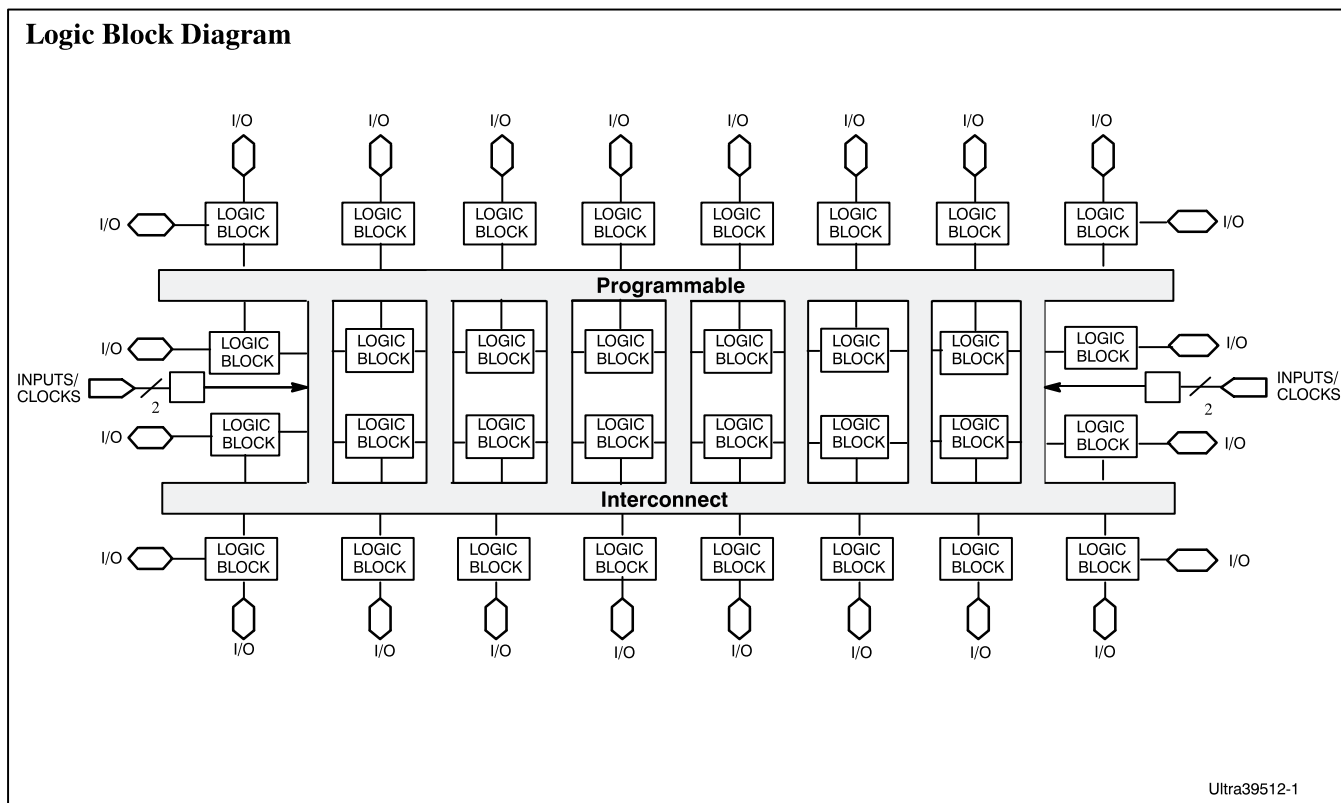 Logic Block Diagram
I/O I/O I/O I/O I/O I/O I/O I/O
I/O LOGIC BLOCK LOGIC BLOCK LOGIC BLOCK LOGIC BLOCK LOGIC BLOCK LOGIC BLOCK LOGIC BLOCK LOGIC BLOCK I/O
Programmable
I/O LOGIC BLOCK LOGIC BLOCK LOGIC BLOCK LOGIC BLOCK LOGIC BLOCK LOGIC BLOCK LOGIC BLOCK LOGIC BLOCK I/O
INPUTS/
CLOCKS
2
2
INPUTS/
CLOCKS
I/O LOGIC BLOCK LOGIC BLOCK LOGIC BLOCK LOGIC BLOCK LOGIC BLOCK LOGIC BLOCK LOGIC BLOCK LOGIC BLOCK I/O
Interconnect
I/O LOGIC BLOCK LOGIC BLOCK LOGIC BLOCK LOGIC BLOCK LOGIC BLOCK LOGIC BLOCK LOGIC BLOCK LOGIC BLOCK I/O
I/O I/O I/O I/O I/O I/O I/O I/O
Ultra39512-1